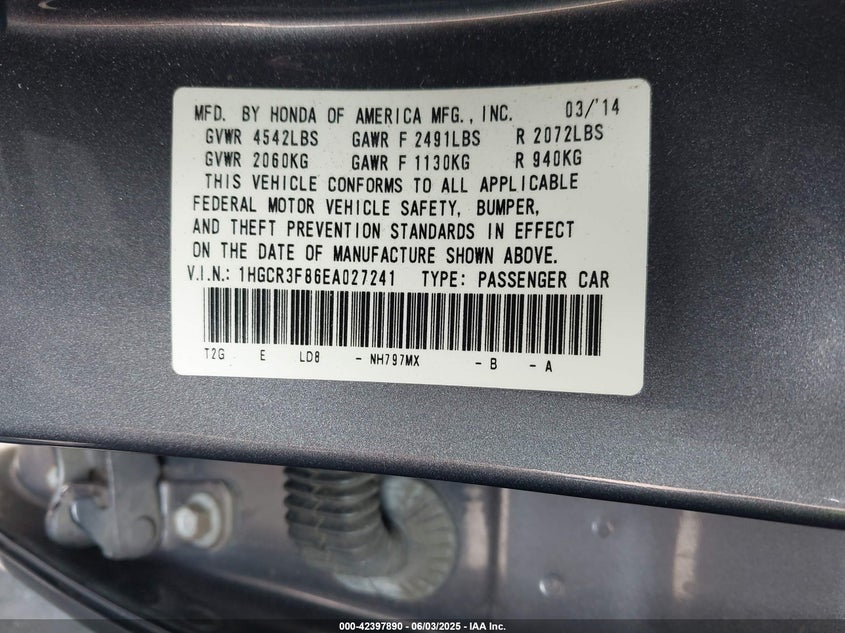 MFD. BY HONDA OF AMERICA MFG., INC. 03/'14
GVWR 4542LBS GAWR F 2491LBS R 2072LBS
GVWR 2060KG GAWR F 1130KG R 940KG
THIS VEHICLE CONFORMS TO ALL APPLICABLE
FEDERAL MOTOR VEHICLE SAFETY, BUMPER,
AND THEFT PREVENTION STANDARDS IN EFFECT
ON THE DATE OF MANUFACTURE SHOWN ABOVE.
V.I.N.: 1HGCR3F86EA027241 TYPE: PASSENGER CAR
T2G E LD8 - NH797MX - B - A
000-42397890 - 06/03/2025 - IAA Inc.